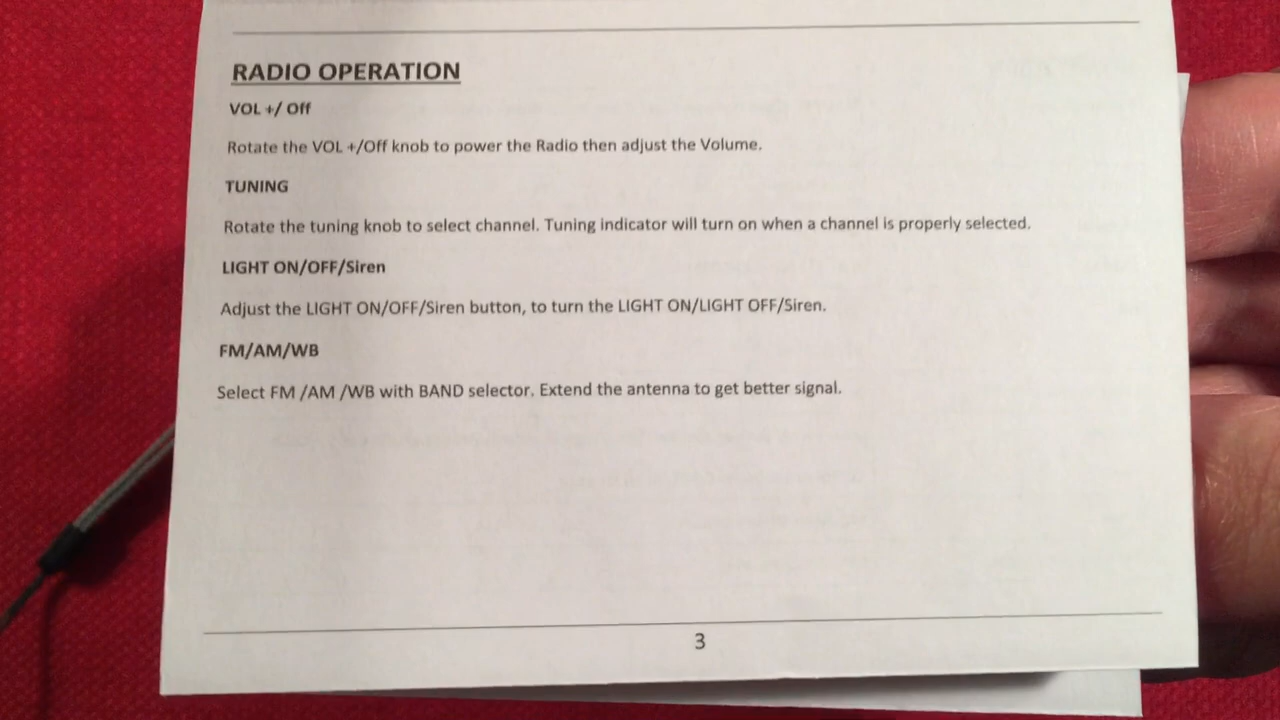 RADIO OPERATION
VOL +/ Off
Rotate the VOL +/Off knob to power the Radio then adjust the Volume.
TUNING
Rotate the tuning knob to select channel. Tuning indicator will turn on when a channel is properly selected.
LIGHT ON/OFF/Siren
Adjust the LIGHT ON/OFF/Siren button, to turn the LIGHT ON/LIGHT OFF/Siren.
FM/AM/WB
Select FM /AM /WB with BAND selector. Extend the antenna to get better signal.
3